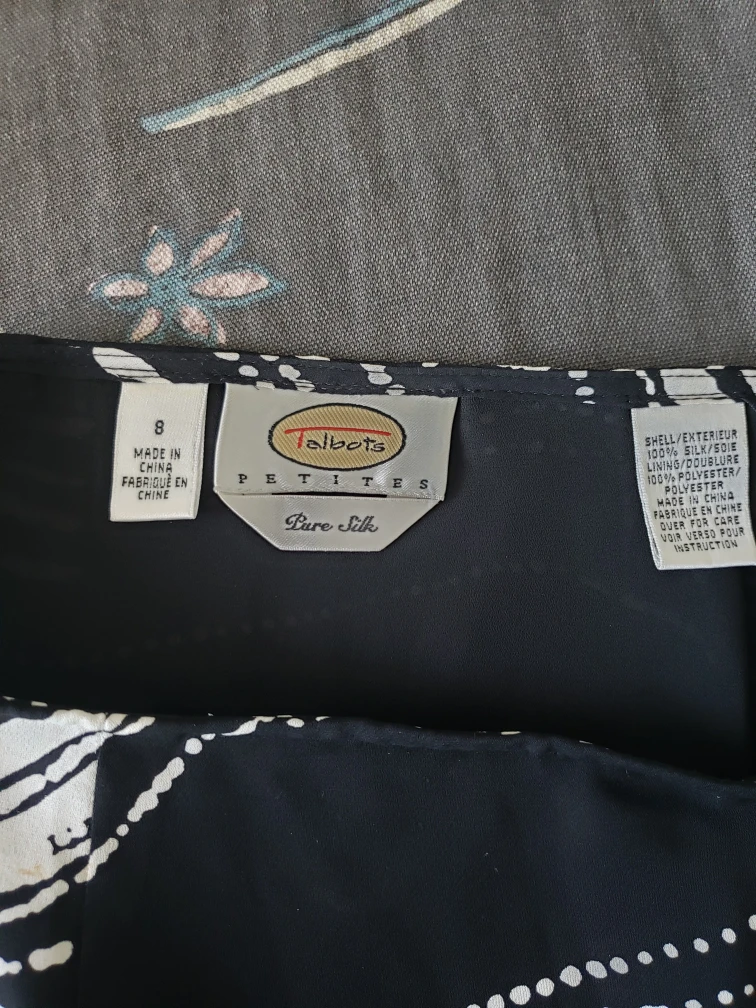 8
MADE IN
CHINA
FABRIQUÉ EN
CHINE
Talbots
PETITES
Pure Silk
SHELL/EXTERIEUR
100% SILK/SOIE
LINING/DOUBLURE
100% POLYESTER/
POLYESTER
MADE IN CHINA
FABRIQUE EN CHINE
OVER FOR CARE
VOIR VERSO POUR
INSTRUCTION